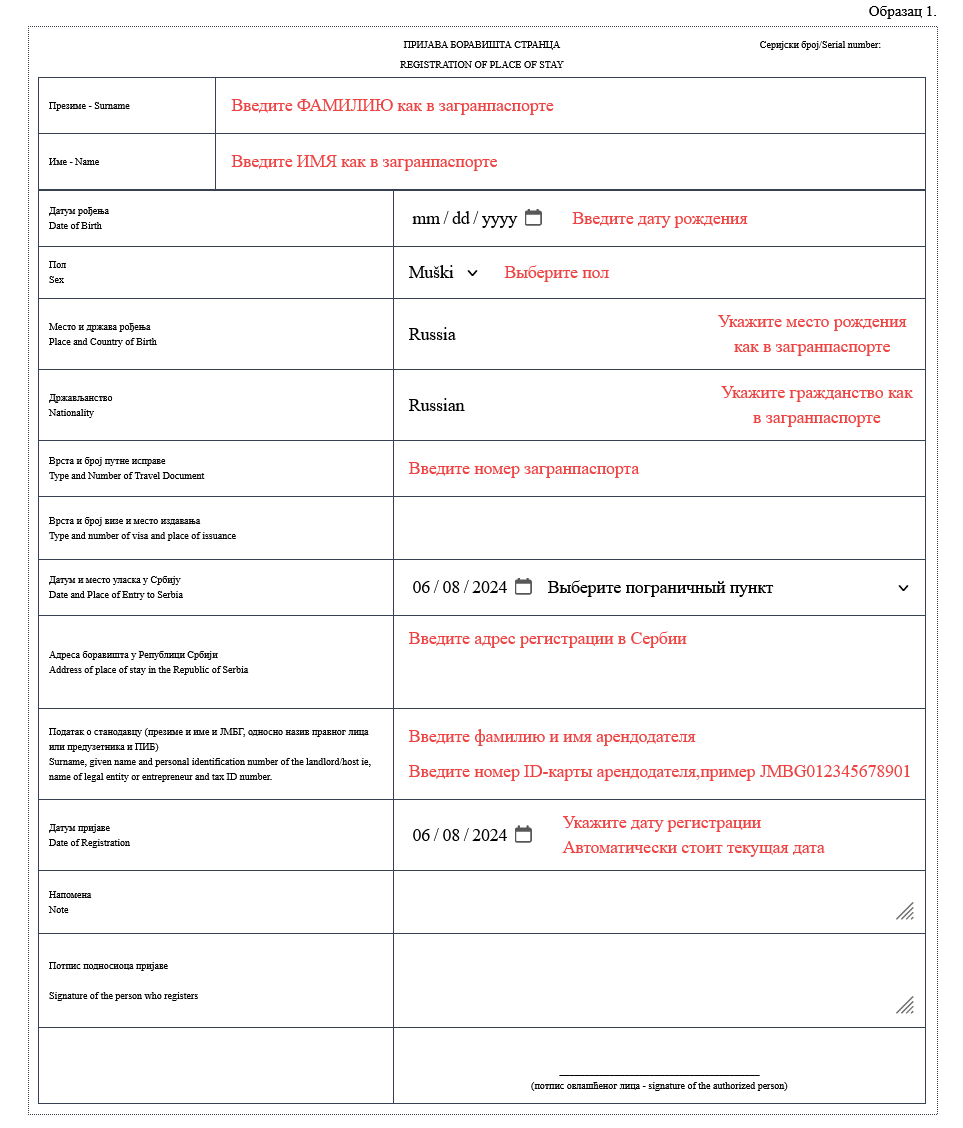 Образац 1.
ПРИЈАВА БОРАВИШТА СТРАНЦА
Серијски број/Serial number:
REGISTRATION OF PLACE OF STAY
Презиме - Surname
Введите ФАМИЛИЮ как в загранпаспорте
Име - Name
Введите ИМЯ как в загранпаспорте
Датум рођења
Date of Birth
mm / dd / yyyy
Введите дату рождения
Пол
Sex
Muški
Выберите пол
Место и држава рођења
Place and Country of Birth
Russia
Укажите место рождения
как в загранпаспорте
Држављанство
Nationality
Russian
Укажите гражданство как
в загранпаспорте
Врста и број путне исправе
Type and Number of Travel Document
Введите номер загранпаспорта
Врста и број визе и место издавања
Type and number of visa and place of issuance
Датум и место уласка у Србију
Date and Place of Entry to Serbia
06 / 08 / 2024
Выберите пограничный пункт
Адреса боравишта у Републици Србији
Address of place of stay in the Republic of Serbia
Введите адрес регистрации в Сербии
Податак о станодавцу (презиме и име и ЈМБГ, односно назив правног лица
или предузетника и ПИБ)
Surname, given name and personal identification number of the landlord/host ie,
name of legal entity or entrepreneur and tax ID number.
Введите фамилию и имя арендодателя
Введите номер ID-карты арендодателя,пример JMBG012345678901
Датум пријаве
Date of Registration
06 / 08 / 2024
Укажите дату регистрации
Автоматически стоит текущая дата
Напомена
Note
Потпис подносиоца пријаве
Signature of the person who registers
(потпис овлашћеног лица - signature of the authorized person)